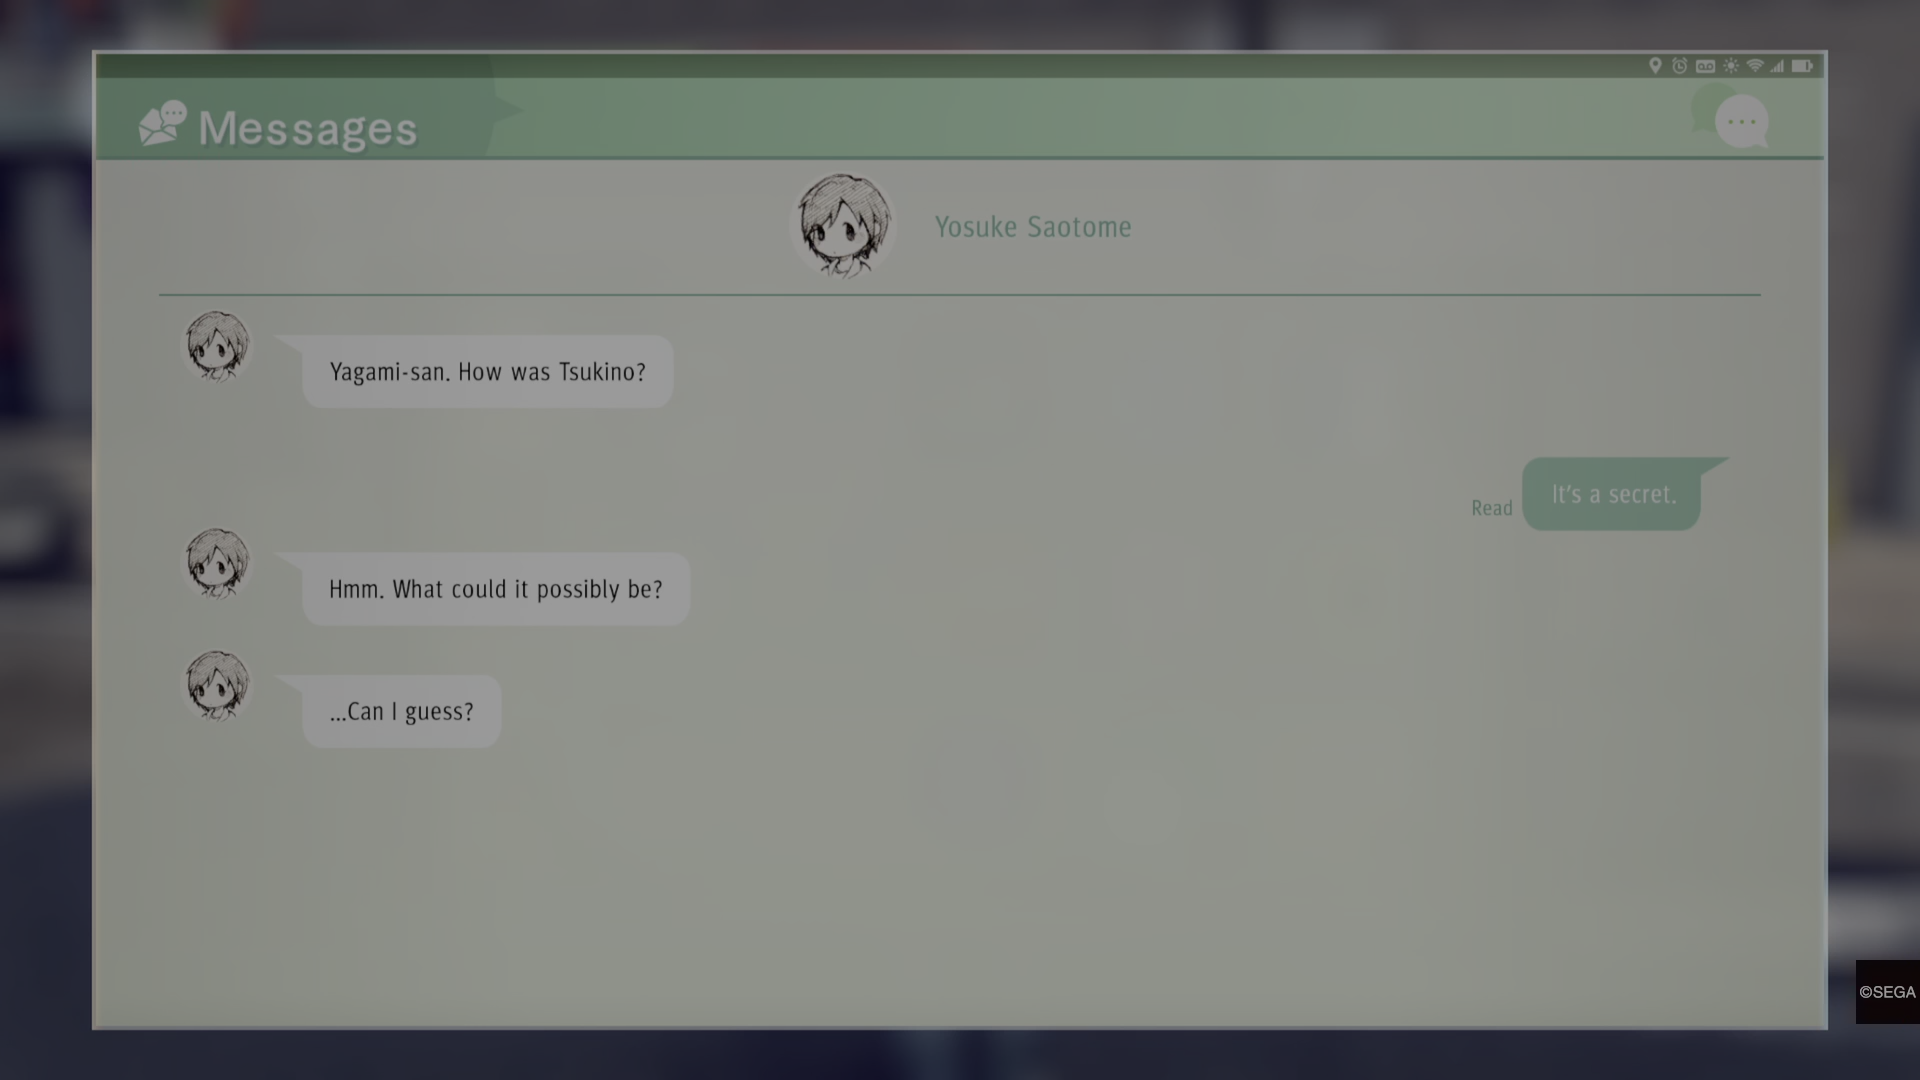 Messages
Yosuke Saotome
Yagami-san. How was Tsukino?
It's a secret.
Read
Hmm. What could it possibly be?
...Can I guess?
©SEGA